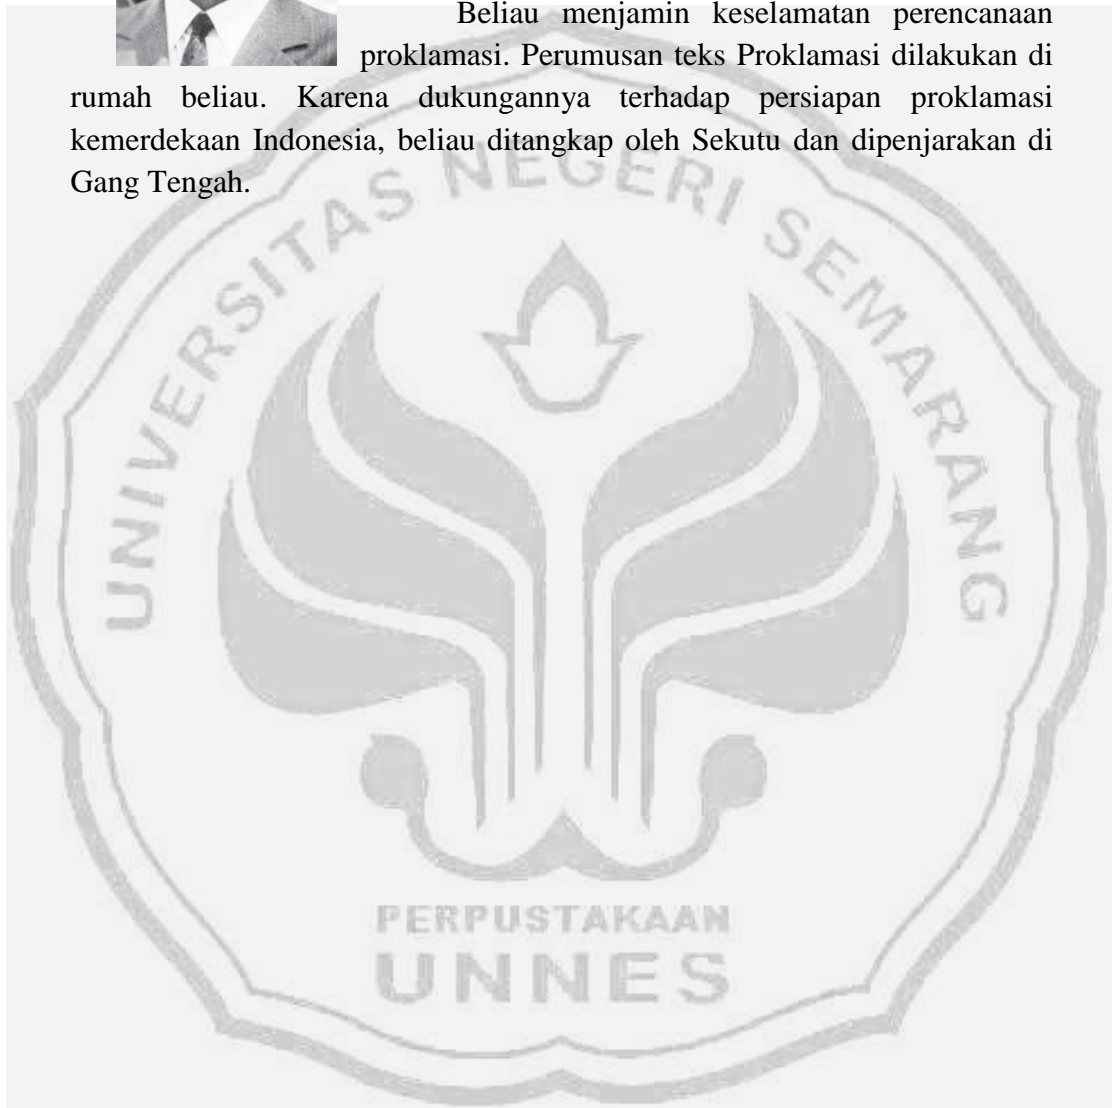 Beliau menjamin keselamatan perencanaan
proklamasi. Perumusan teks Proklamasi dilakukan di
rumah beliau. Karena dukungannya terhadap persiapan proklamasi
kemerdekaan Indonesia, beliau ditangkap oleh Sekutu dan dipenjarakan di
Gang Tengah.
UNIVERSITAS NEGERI SEMARANG
PERPUSTAKAAN
UNNES